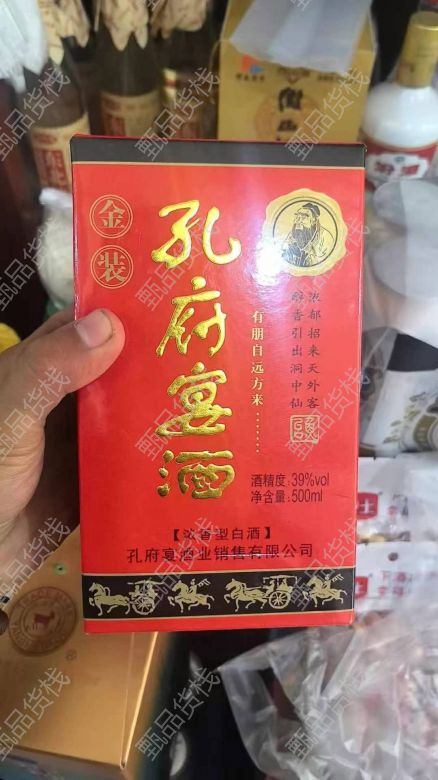 金装
孔府宴酒
有朋自远方来·······
浓郁招来天外客
醇香引出洞中仙
酒精度：39%vol
净含量：500ml
【浓香型白酒】
孔府宴酒业销售有限公司
甄品货栈